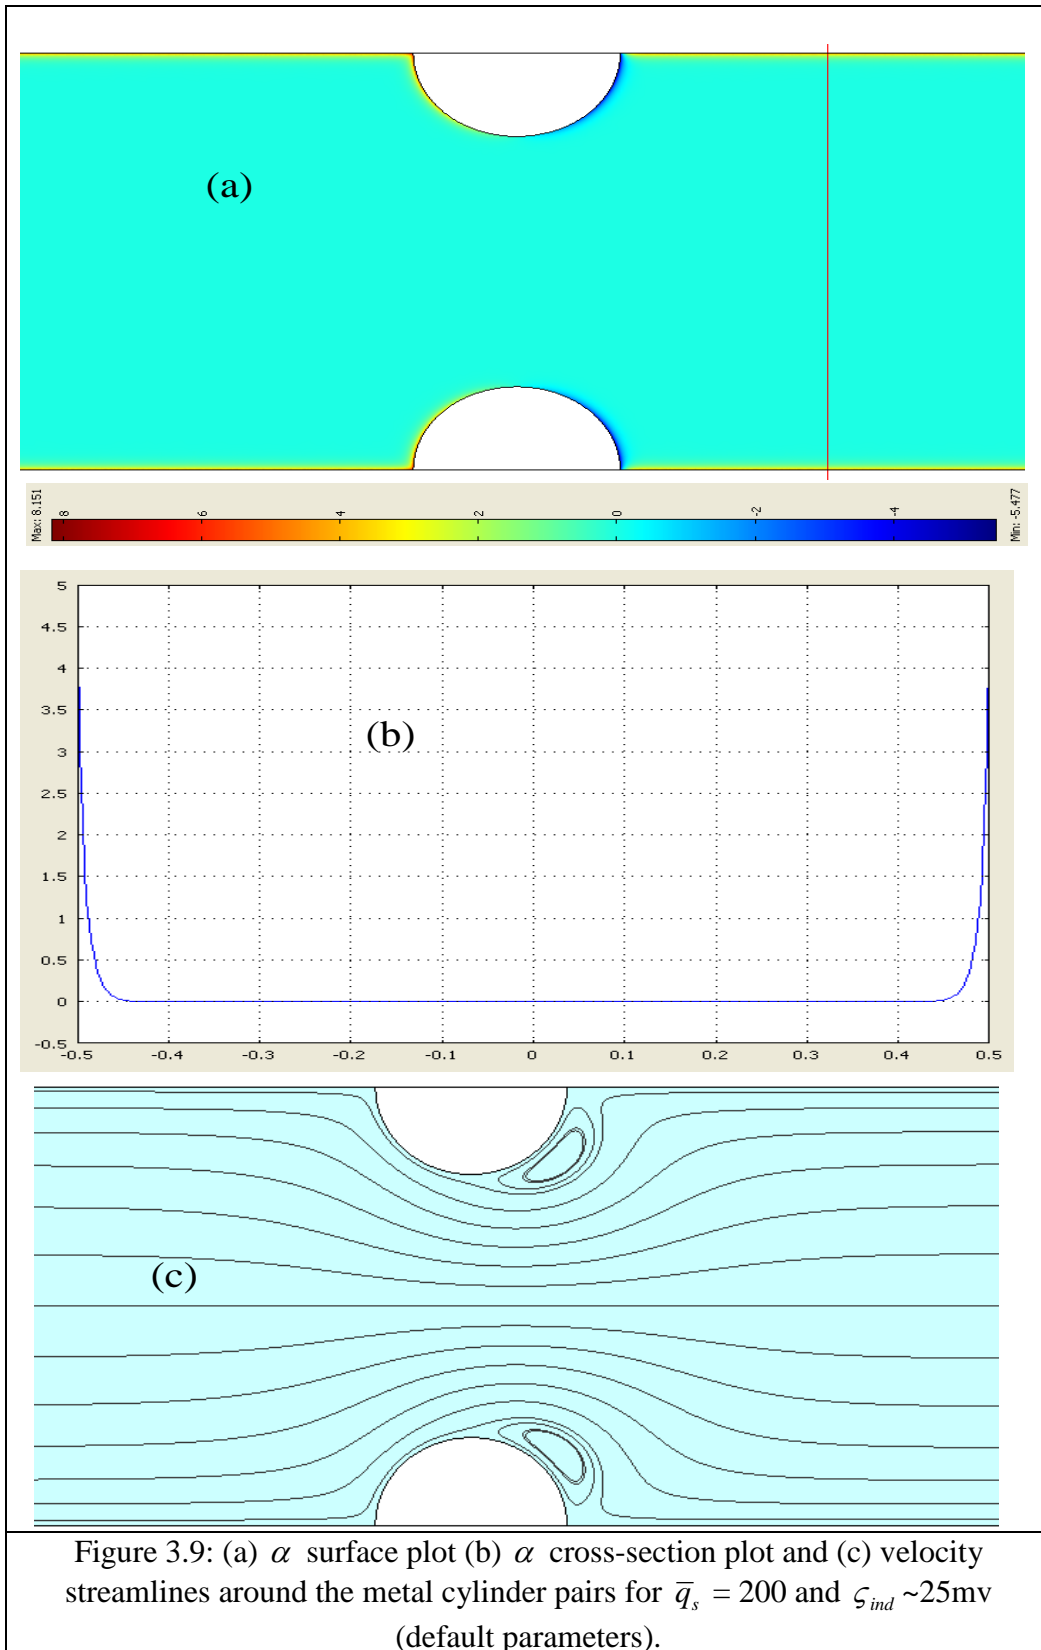 (a)
Max: 8.151
8
6
4
2
0
-2
-4
Min: -5.477
5
4.5
4
3.5
3
2.5
2
1.5
1
0.5
0
-0.5
(b)
-0.5 -0.4 -0.3 -0.2 -0.1 0 0.1 0.2 0.3 0.4 0.5
(c)
Figure 3.9: (a) α surface plot (b) α cross-section plot and (c) velocity
streamlines around the metal cylinder pairs for q̅ₛ = 200 and ς_ind ~25mv
(default parameters).